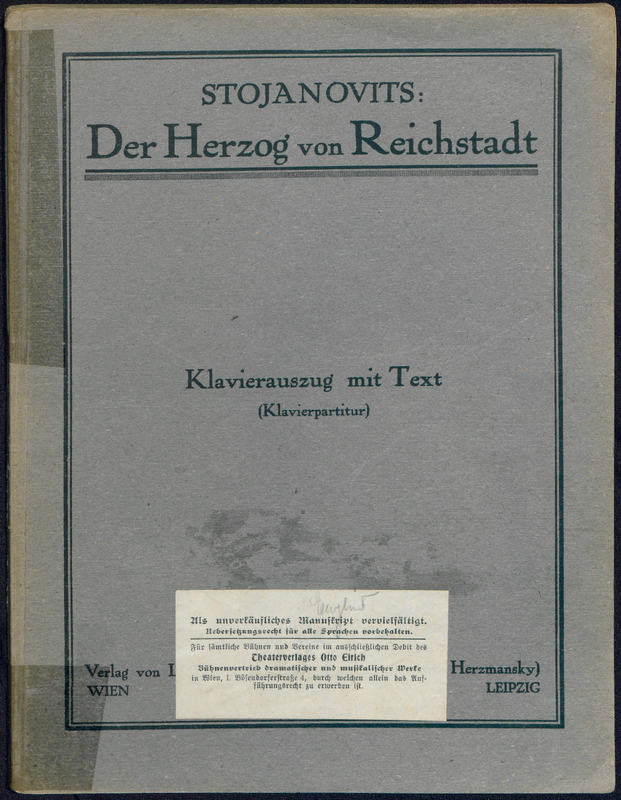 STOJANOVITS:
Der Herzog von Reichstadt
Klavierauszug mit Text
(Klavierpartitur)
Als unverkäufliches Manuskript vervielfältigt.
Uebersetzungsrecht für alle Sprachen vorbehalten.
Für sämtliche Bühnen und Vereine im ausschließlichen Debit des
Theaterverlages Otto Eirich
Bühnenvertrieb dramatischer und musikalischer Werke
in Wien, I. Bösendorferstraße 4, durch welchen allein das Auf-
führungsrecht zu erwerben ist.
Verlag von L Herzmansky)
WIEN LEIPZIG